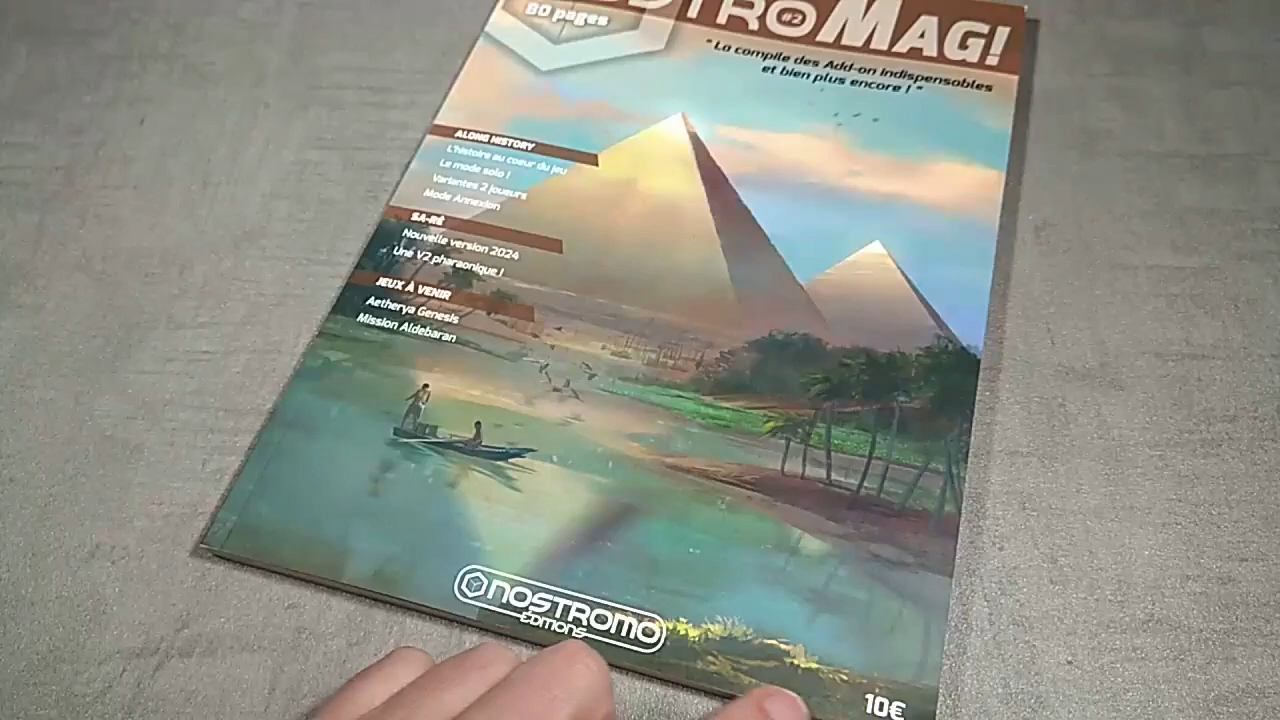 80 pages
TROMAG!
#2
"La compile des Add-on indispensables
et bien plus encore ! "
ALONG HISTORY
L'histoire au coeur du jeu
Le mode solo !
Variantes 2 joueurs
Mode Annexion
SA-RÊ
Nouvelle version 2024
Une V2 pharaonique !
JEUX À VENIR
Aetherya Genesis
Mission Aldebaran
NOSTROMO
ÉDITIONS
10€